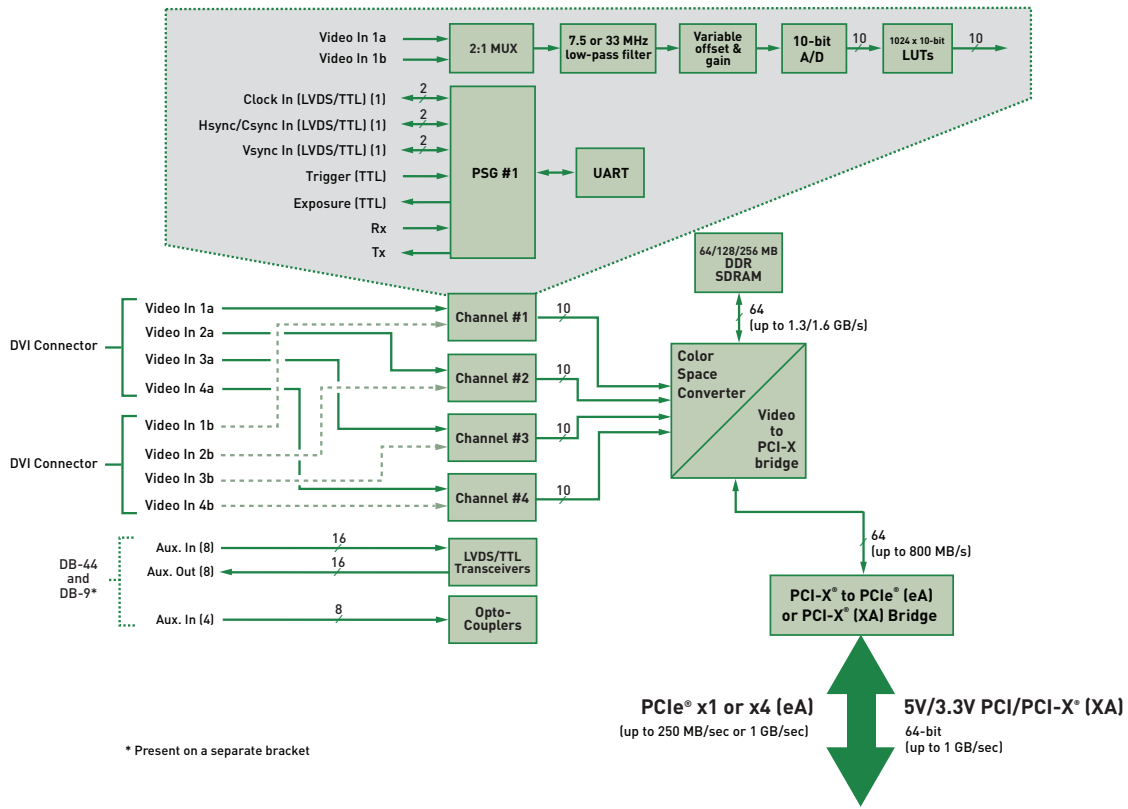 Video In 1a
Video In 1b
2:1 MUX
7.5 or 33 MHz
low-pass filter
Variable
offset &
gain
10-bit
A/D
10
1024 x 10-bit
LUTs
10
Clock In (LVDS/TTL) (1)
2
Hsync/Csync In (LVDS/TTL) (1)
2
Vsync In (LVDS/TTL) (1)
2
Trigger (TTL)
Exposure (TTL)
Rx
Tx
PSG #1
UART
64/128/256 MB
DDR
SDRAM
64
(up to 1.3/1.6 GB/s)
DVI Connector
Video In 1a
Video In 2a
Video In 3a
Video In 4a
DVI Connector
Video In 1b
Video In 2b
Video In 3b
Video In 4b
Channel #1
10
Channel #2
10
Channel #3
10
Channel #4
10
Color
Space
Converter
Video
to
PCI-X
bridge
DB-44
and
DB-9*
Aux. In (8)
16
Aux. Out (8)
16
LVDS/TTL
Transceivers
Aux. In (4)
8
Opto-
Couplers
64
(up to 800 MB/s)
PCI-X® to PCIe® (eA)
or PCI-X® (XA) Bridge
PCIe® x1 or x4 (eA)
(up to 250 MB/sec or 1 GB/sec)
5V/3.3V PCI/PCI-X® (XA)
64-bit
(up to 1 GB/sec)
* Present on a separate bracket